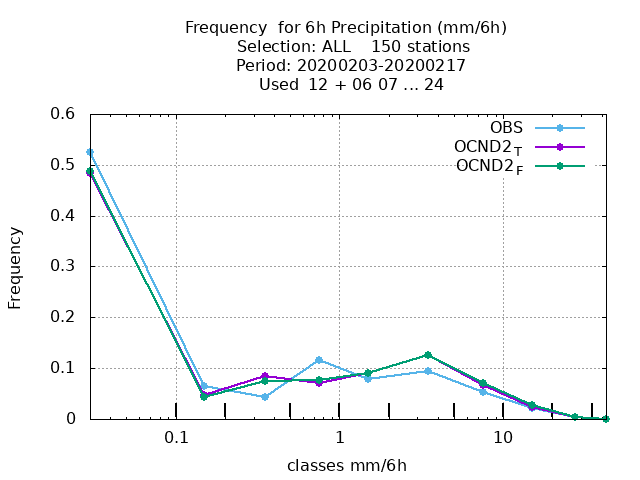 Frequency  for 6h Precipitation (mm/6h)
Selection: ALL    150 stations
Period: 20200203-20200217
Used  12 + 06 07 ... 24
0.6
0.5
0.4
0.3
0.2
0.1
0
Frequency
OBS
OCND2_T
OCND2_F
0.1 1 10
classes mm/6h